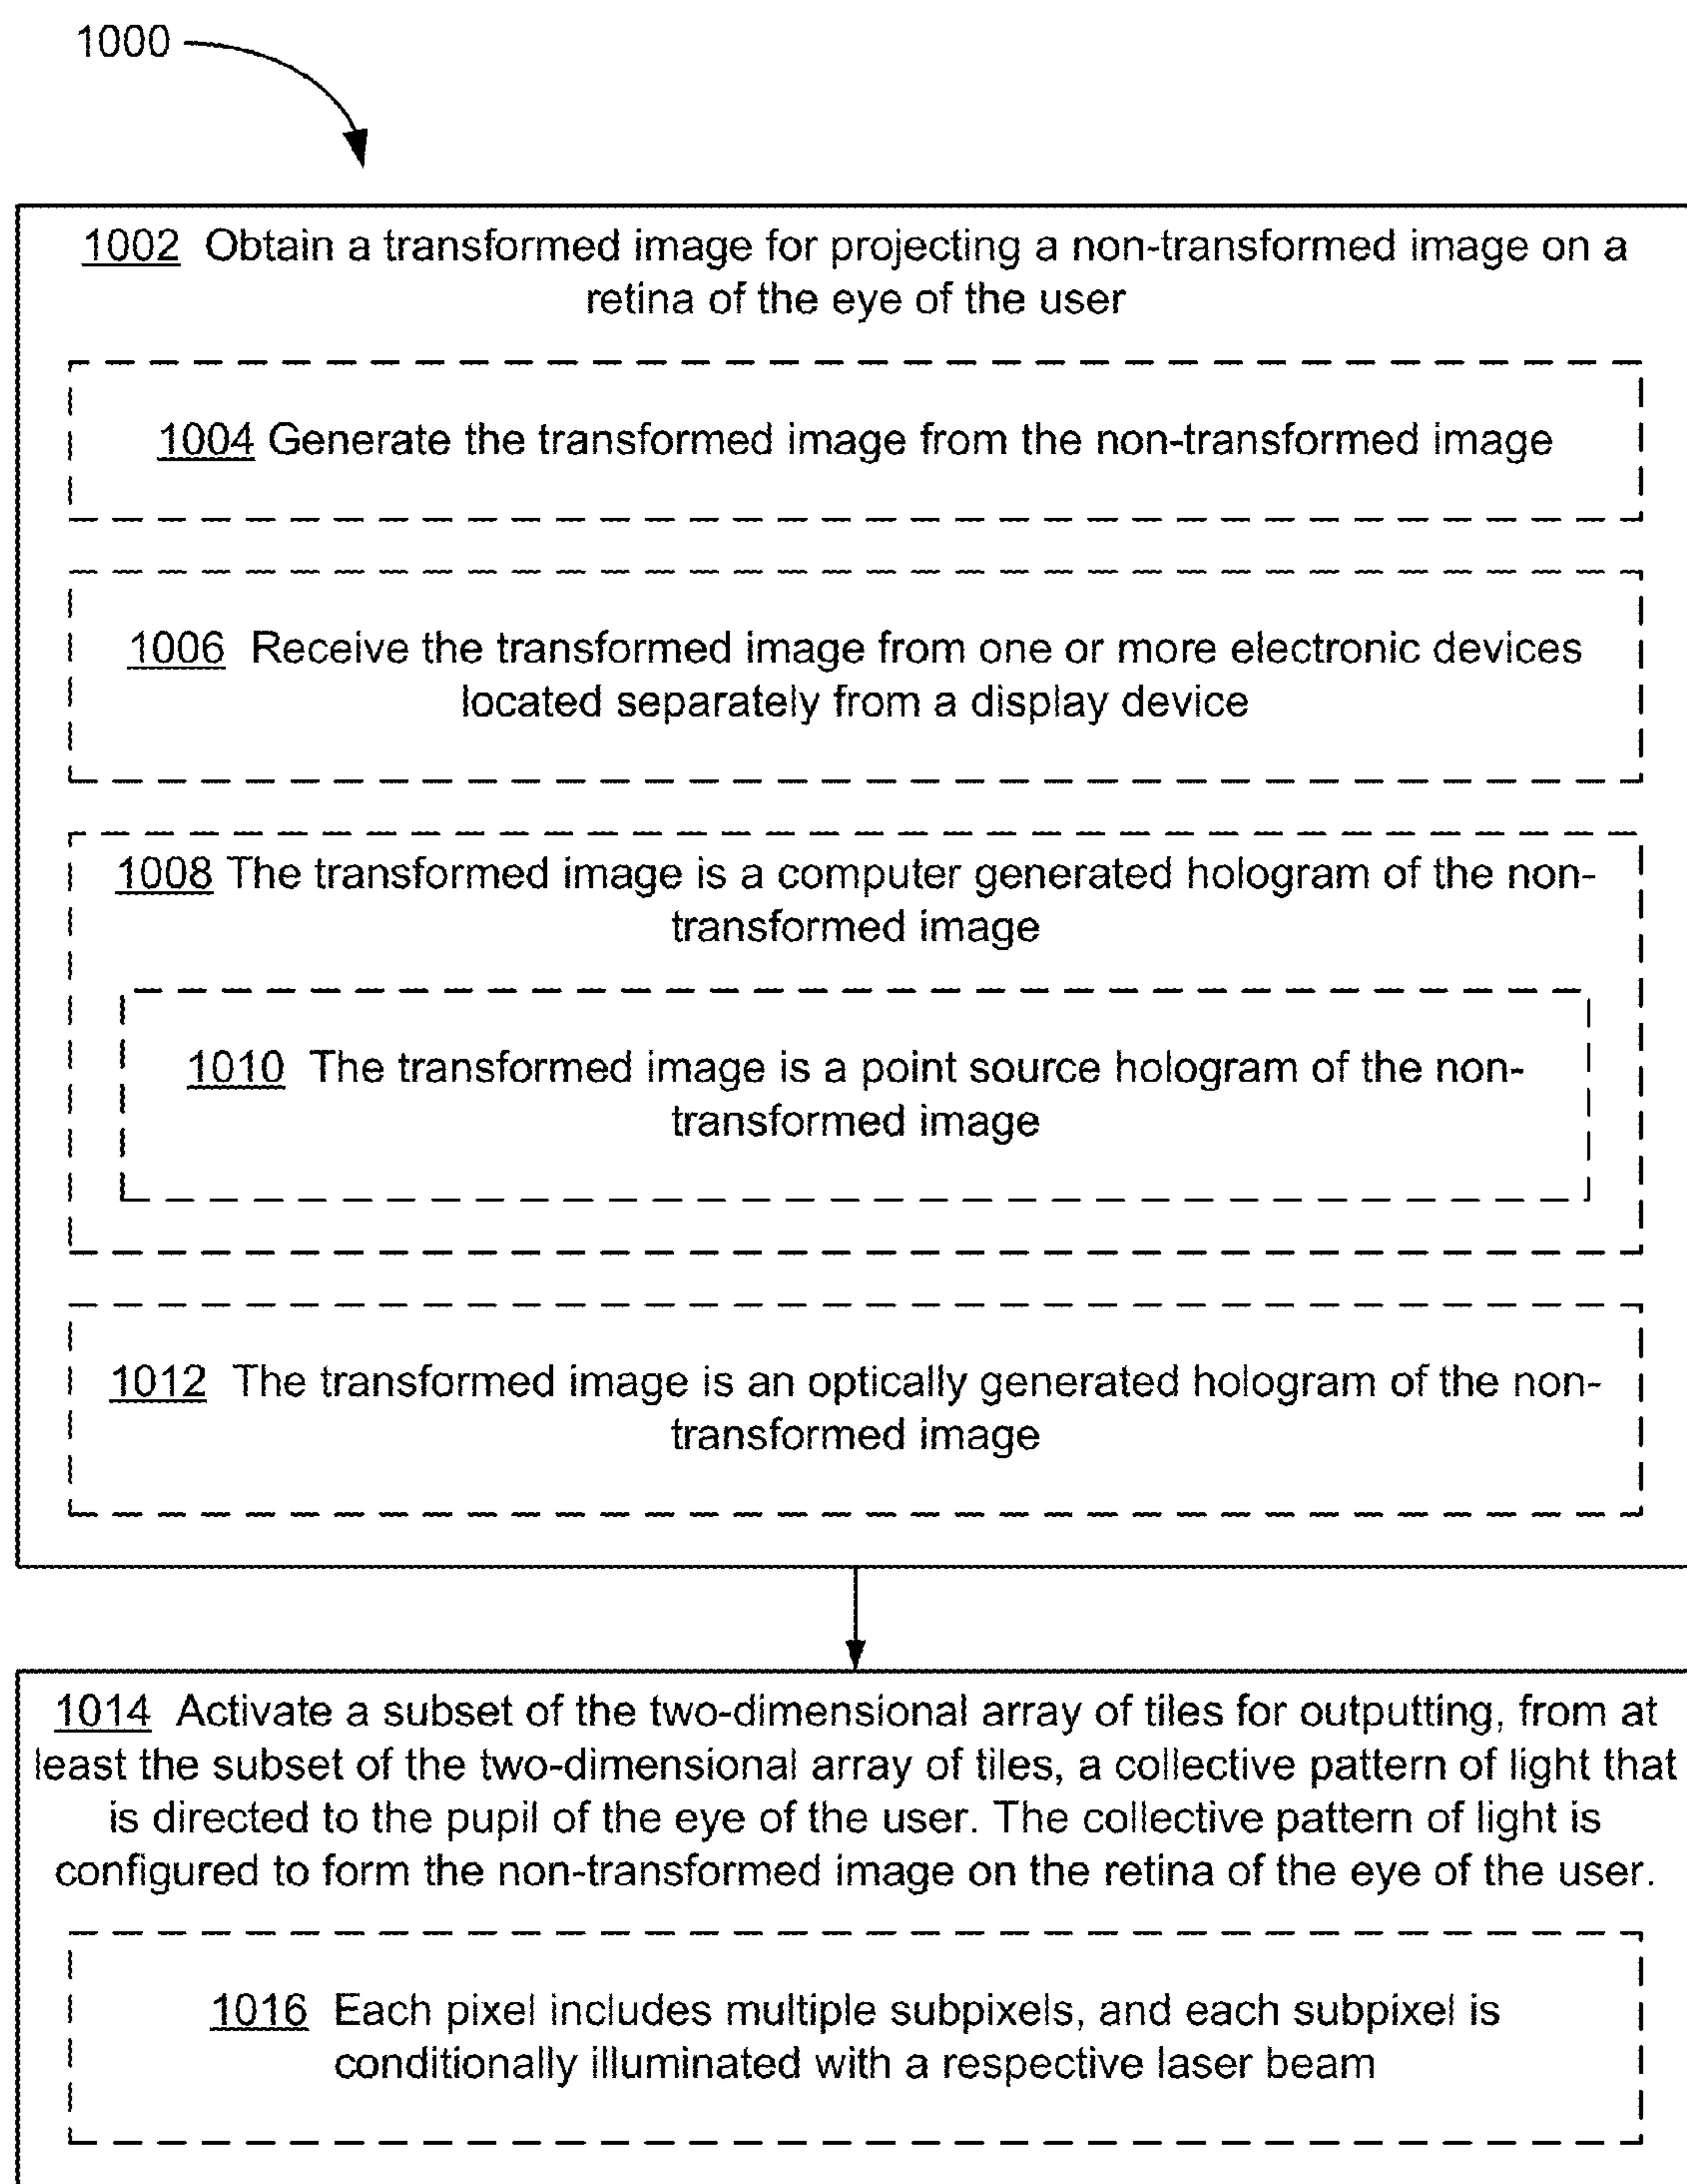 1000
1002 Obtain a transformed image for projecting a non-transformed image on a
retina of the eye of the user
1004 Generate the transformed image from the non-transformed image
1006 Receive the transformed image from one or more electronic devices
located separately from a display device
1008 The transformed image is a computer generated hologram of the non-
transformed image
1010 The transformed image is a point source hologram of the non-
transformed image
1012 The transformed image is an optically generated hologram of the non-
transformed image
1014 Activate a subset of the two-dimensional array of tiles for outputting, from at
least the subset of the two-dimensional array of tiles, a collective pattern of light that
is directed to the pupil of the eye of the user. The collective pattern of light is
configured to form the non-transformed image on the retina of the eye of the user.
1016 Each pixel includes multiple subpixels, and each subpixel is
conditionally illuminated with a respective laser beam